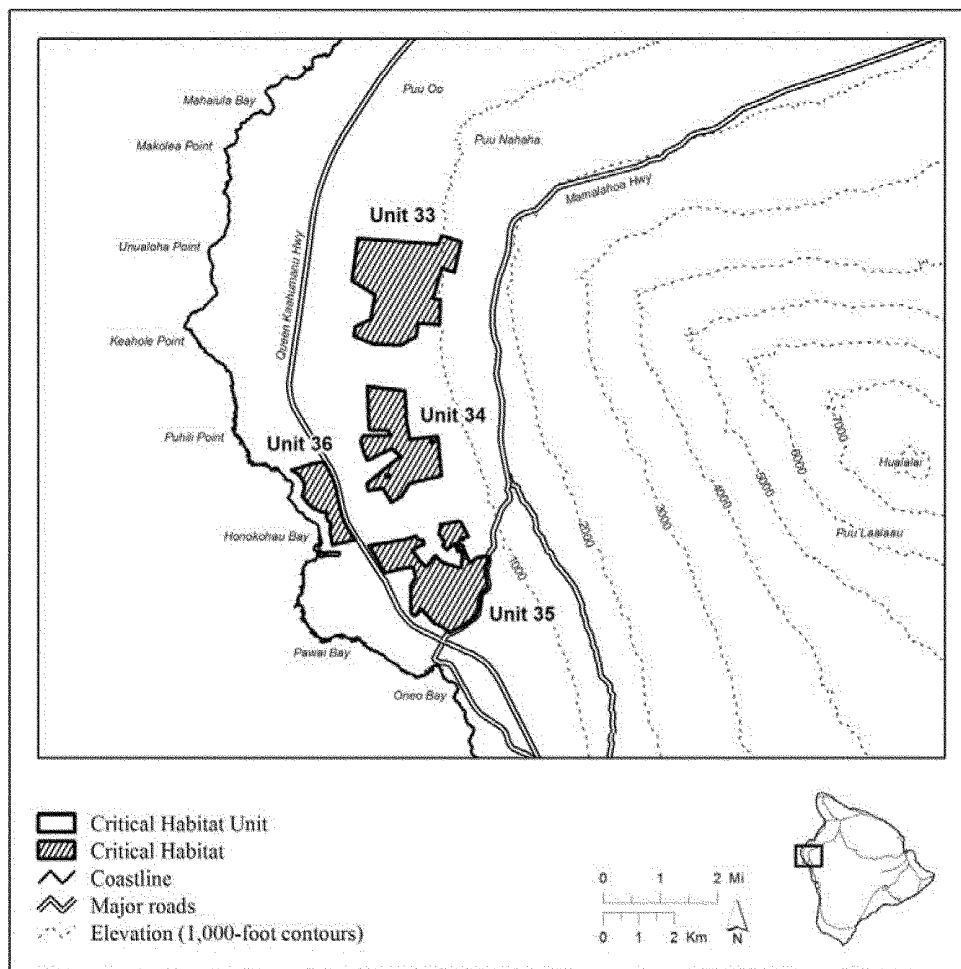 Mahaiula Bay
Makolea Point
Unualoha Point
Keahole Point
Puhili Point
Honokohau Bay
Pawai Bay
Oneo Bay
Queen Kaahumanu Hwy
Puu Oo
Puu Nahaha
Mamalahoa Hwy
Unit 33
Unit 34
Unit 36
Unit 35
1000
2000
3000
4000
5000
6000
7000
Hualalai
Puu Laalaau
Critical Habitat Unit
Critical Habitat
Coastline
Major roads
Elevation (1,000-foot contours)
0 1 2 Mi
0 1 2 Km
N